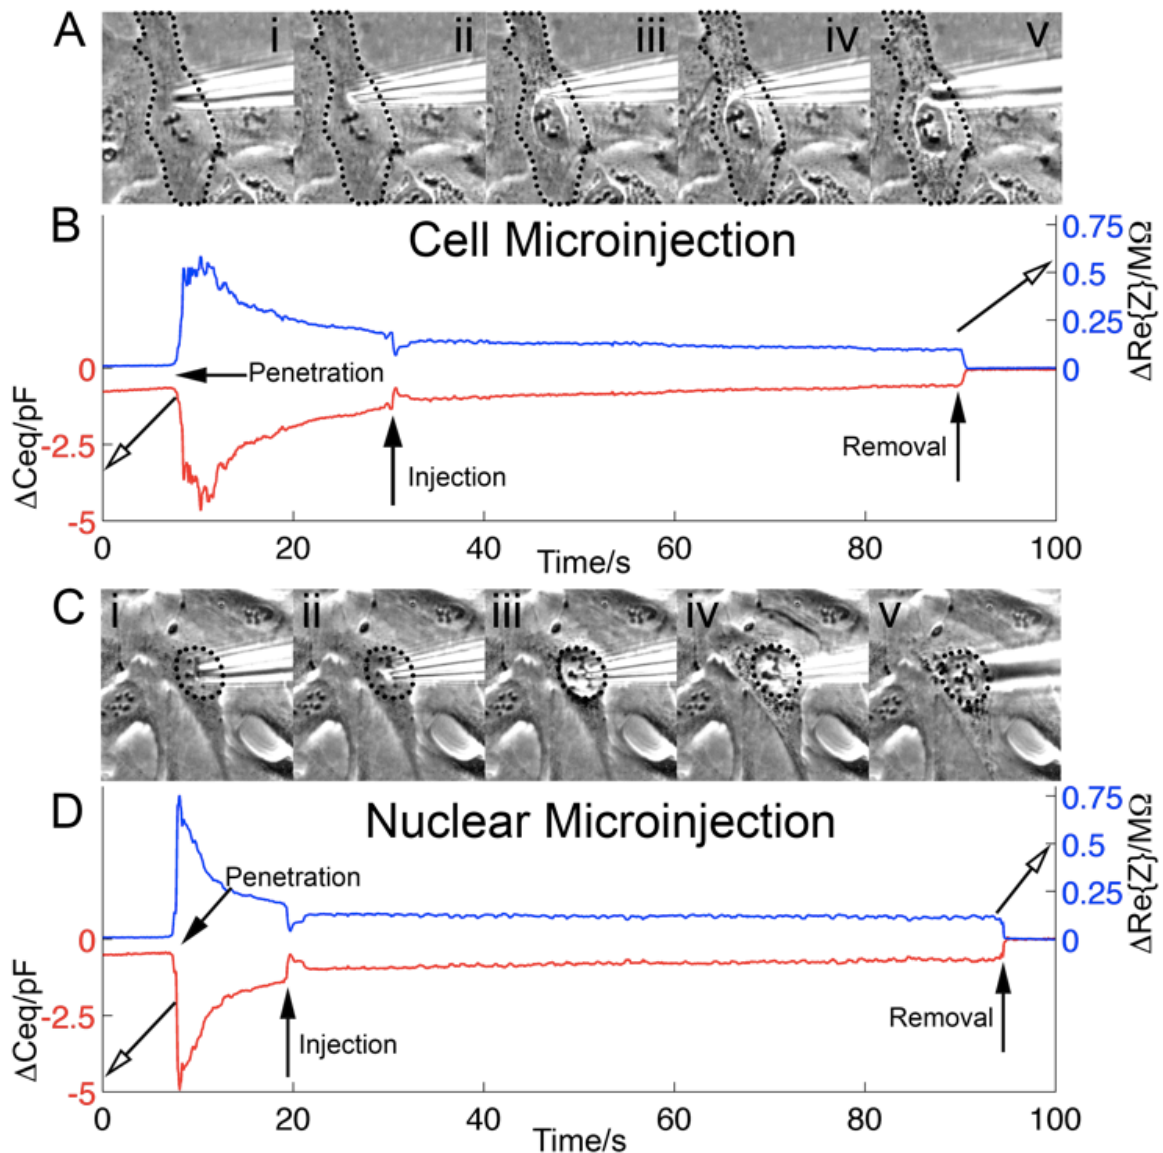 A
i ii iii iv v
B
Cell Microinjection
0.75
0.5
0.25
0
ΔRe{Z}/MΩ
0
-2.5
-5
ΔCeq/pF
Penetration
Injection
Removal
0 20 40 60 80 100
Time/s
C
i ii iii iv v
D
Nuclear Microinjection
0.75
0.5
0.25
0
ΔRe{Z}/MΩ
0
-2.5
-5
ΔCeq/pF
Penetration
Injection
Removal
0 20 40 60 80 100
Time/s